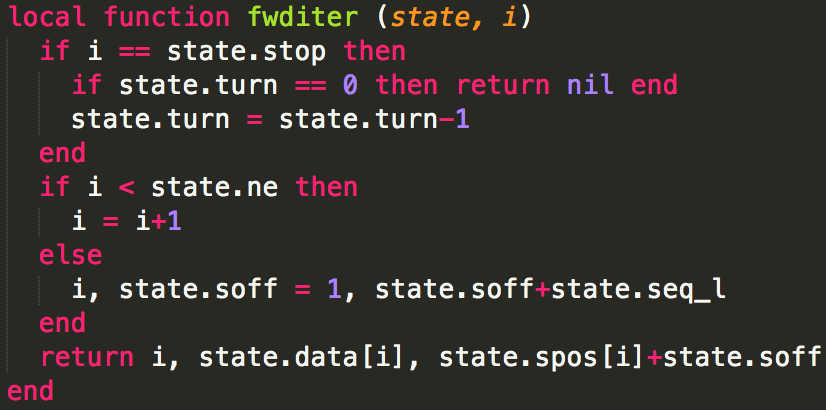 local function fwditer (state, i)
  if i == state.stop then
    if state.turn == 0 then return nil end
    state.turn = state.turn-1
  end
  if i < state.ne then
    i = i+1
  else
    i, state.soff = 1, state.soff+state.seq_l
  end
  return i, state.data[i], state.spos[i]+state.soff
end